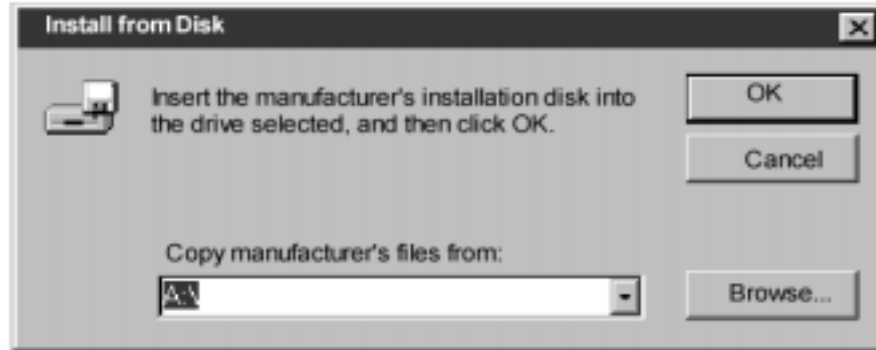 Install from Disk
Insert the manufacturer's installation disk into
the drive selected, and then click OK.
OK
Cancel
Copy manufacturer's files from:
A:\
Browse...